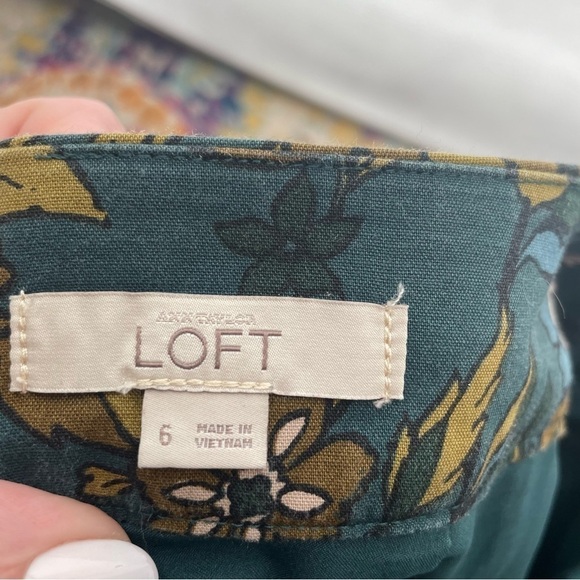 ANN TAYLOR
LOFT
6
MADE IN
VIETNAM